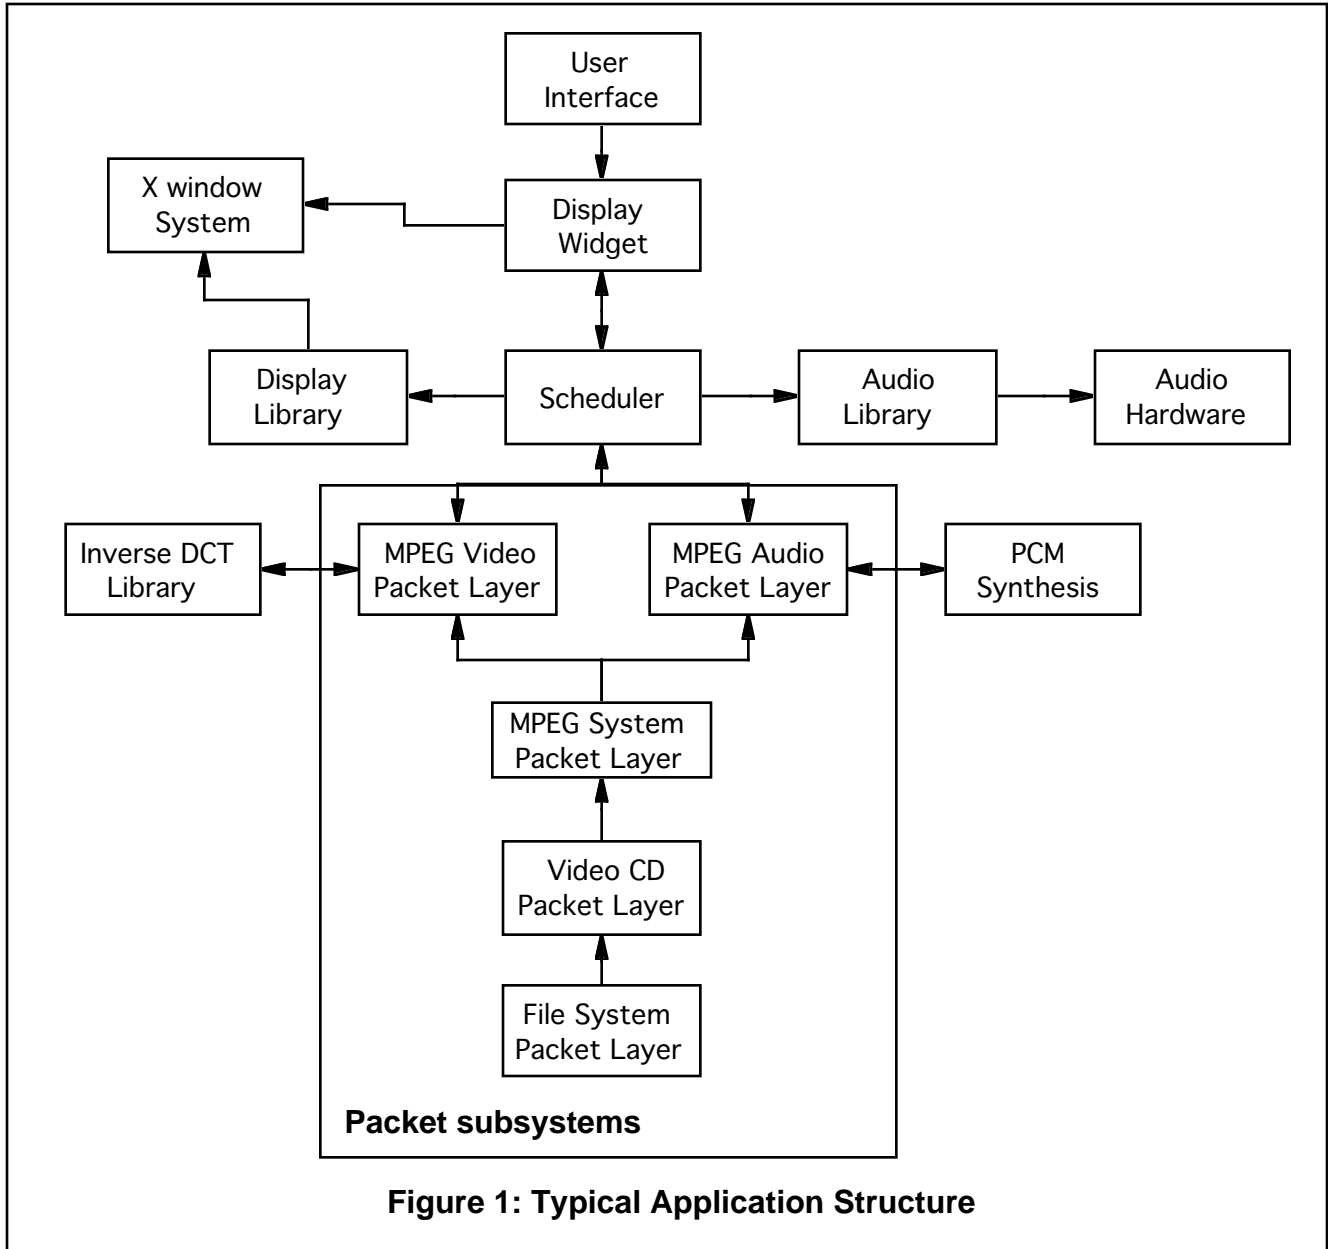 User
Interface
X window
System
Display
Widget
Display
Library
Scheduler
Audio
Library
Audio
Hardware
Inverse DCT
Library
MPEG Video
Packet Layer
MPEG Audio
Packet Layer
PCM
Synthesis
MPEG System
Packet Layer
Video CD
Packet Layer
File System
Packet Layer
Packet subsystems
Figure 1: Typical Application Structure